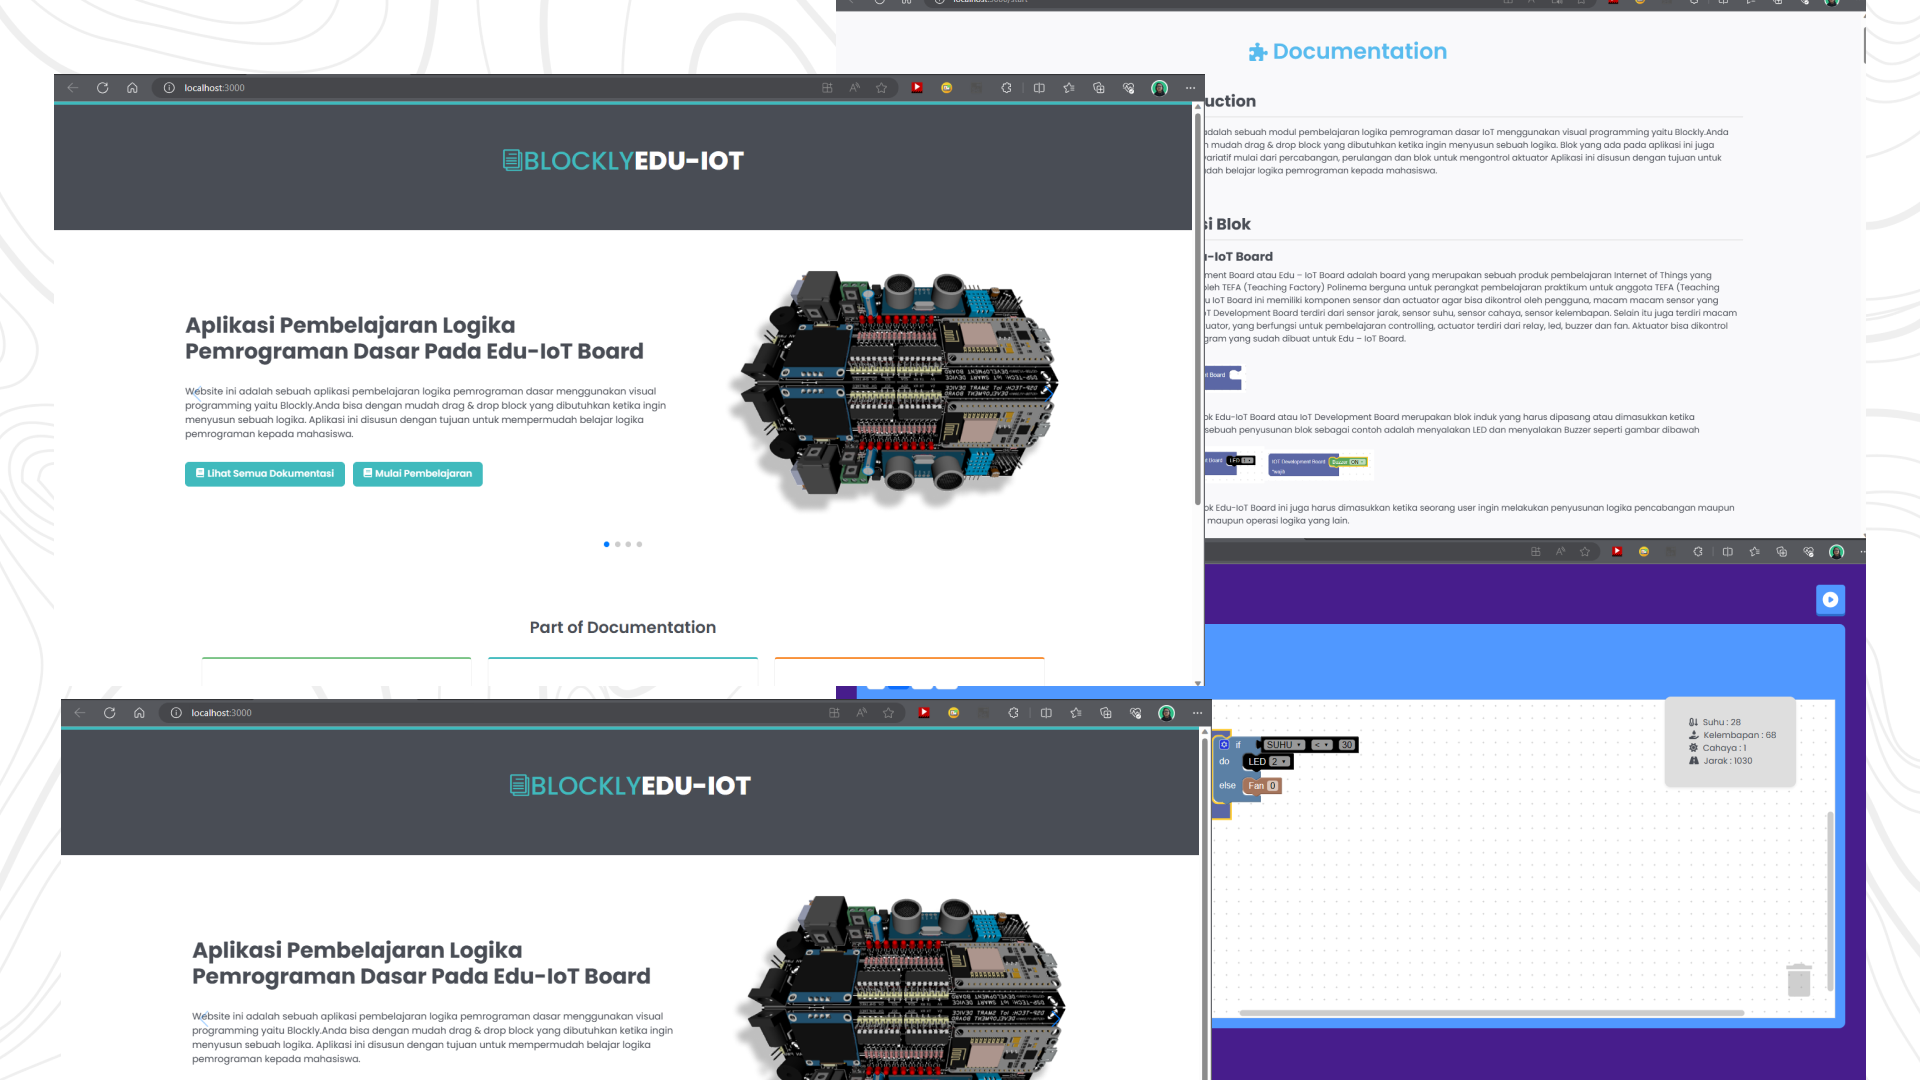 localhost:3000
BLOCKLYEDU-IOT
Aplikasi Pembelajaran Logika
Pemrograman Dasar Pada Edu-IoT Board
Website ini adalah sebuah aplikasi pembelajaran logika pemrograman dasar menggunakan visual
programming yaitu Blockly.Anda bisa dengan mudah drag & drop block yang dibutuhkan ketika ingin
menyusun sebuah logika. Aplikasi ini disusun dengan tujuan untuk mempermudah belajar logika
pemrograman kepada mahasiswa.
Lihat Semua Dokumentasi
Mulai Pembelajaran
Part of Documentation
localhost:3000
BLOCKLYEDU-IOT
Aplikasi Pembelajaran Logika
Pemrograman Dasar Pada Edu-IoT Board
Website ini adalah sebuah aplikasi pembelajaran logika pemrograman dasar menggunakan visual
programming yaitu Blockly.Anda bisa dengan mudah drag & drop block yang dibutuhkan ketika ingin
menyusun sebuah logika. Aplikasi ini disusun dengan tujuan untuk mempermudah belajar logika
pemrograman kepada mahasiswa.
Documentation
uction
adalah sebuah modul pembelajaran logika pemrograman dasar IoT menggunakan visual programming yaitu Blockly.Anda
n mudah drag & drop block yang dibutuhkan ketika ingin menyusun sebuah logika. Blok yang ada pada aplikasi ini juga
variatif mulai dari percabangan, perulangan dan blok untuk mengontrol aktuator Aplikasi ini disusun dengan tujuan untuk
dah belajar logika pemrograman kepada mahasiswa.
si Blok
-IoT Board
ment Board atau Edu – IoT Board adalah board yang merupakan sebuah produk pembelajaran Internet of Things yang
oleh TEFA (Teaching Factory) Polinema berguna untuk perangkat pembelajaran praktikum untuk anggota TEFA (Teaching
u IoT Board ini memiliki komponen sensor dan actuator agar bisa dikontrol oleh pengguna, macam macam sensor yang
T Development Board terdiri dari sensor jarak, sensor suhu, sensor cahaya, sensor kelembapan. Selain itu juga terdiri macam
uator, yang berfungsi untuk pembelajaran controlling, actuator terdiri dari relay, led, buzzer dan fan. Aktuator bisa dikontrol
gram yang sudah dibuat untuk Edu – IoT Board.
t Board
ok Edu-IoT Board atau IoT Development Board merupakan blok induk yang harus dipasang atau dimasukkan ketika
sebuah penyusunan blok sebagai contoh adalah menyalakan LED dan menyalakan Buzzer seperti gambar dibawah
t Board LED 1
IOT Development Board Buzzer ON
ok Edu-IoT Board ini juga harus dimasukkan ketika seorang user ingin melakukan penyusunan logika pencabangan maupun
maupun operasi logika yang lain.
Suhu : 28
Kelembapan : 68
Cahaya : 1
Jarak : 1030
if SUHU < 30
do LED 2
else Fan 0